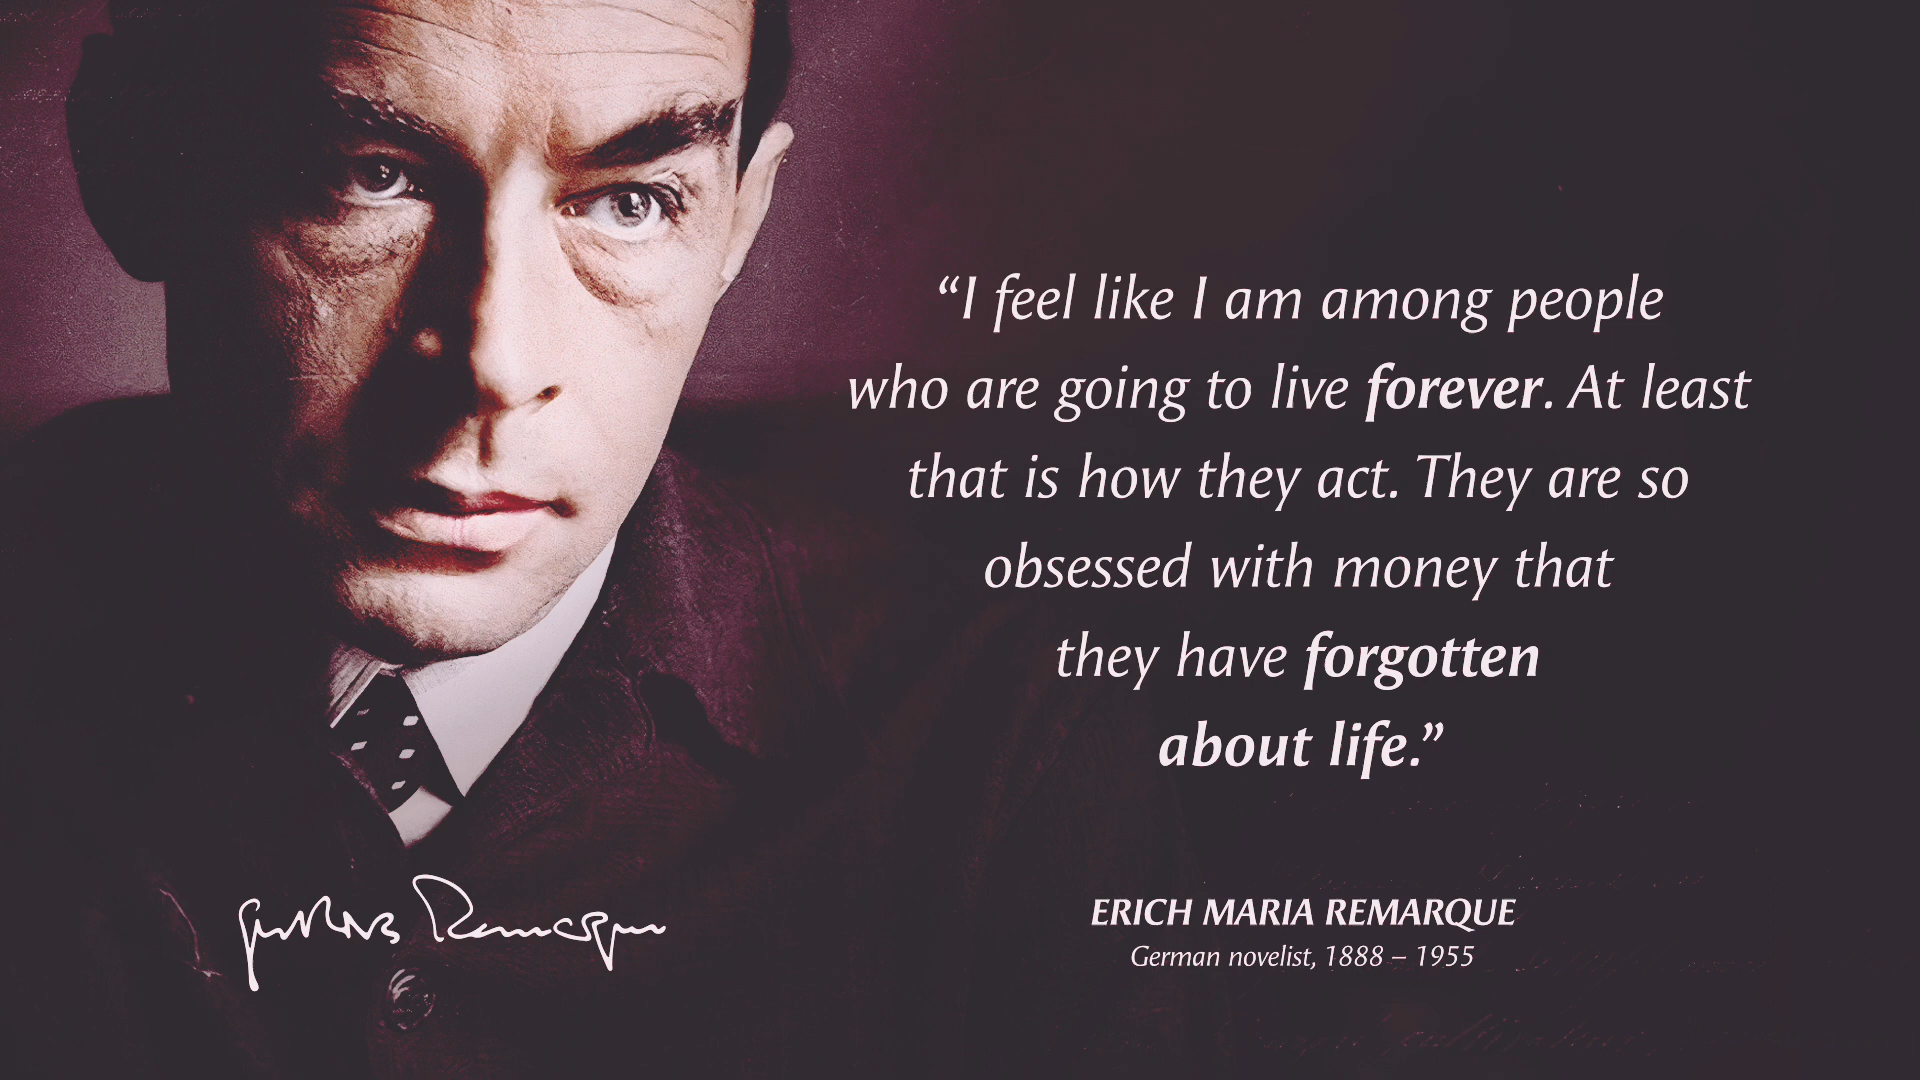 “I feel like I am among people
who are going to live forever. At least
that is how they act. They are so
obsessed with money that
they have forgotten
about life.”
Remarque
ERICH MARIA REMARQUE
German novelist, 1888 – 1955